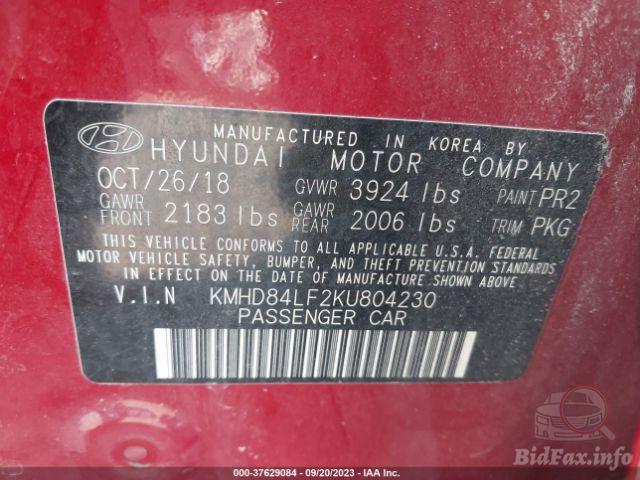 MANUFACTURED IN KOREA BY
HYUNDAI MOTOR COMPANY
OCT/26/18 GVWR 3924 lbs PAINT PR2
GAWR FRONT 2183 lbs GAWR REAR 2006 lbs TRIM PKG
THIS VEHICLE CONFORMS TO ALL APPLICABLE U.S.A. FEDERAL
MOTOR VEHICLE SAFETY, BUMPER, AND THEFT PREVENTION STANDARDS
IN EFFECT ON THE DATE OF MANUFACTURE SHOWN ABOVE
V.I.N KMHD84LF2KU804230
PASSENGER CAR
BidFax.info
000-37629084 - 09/20/2023 - IAA Inc.